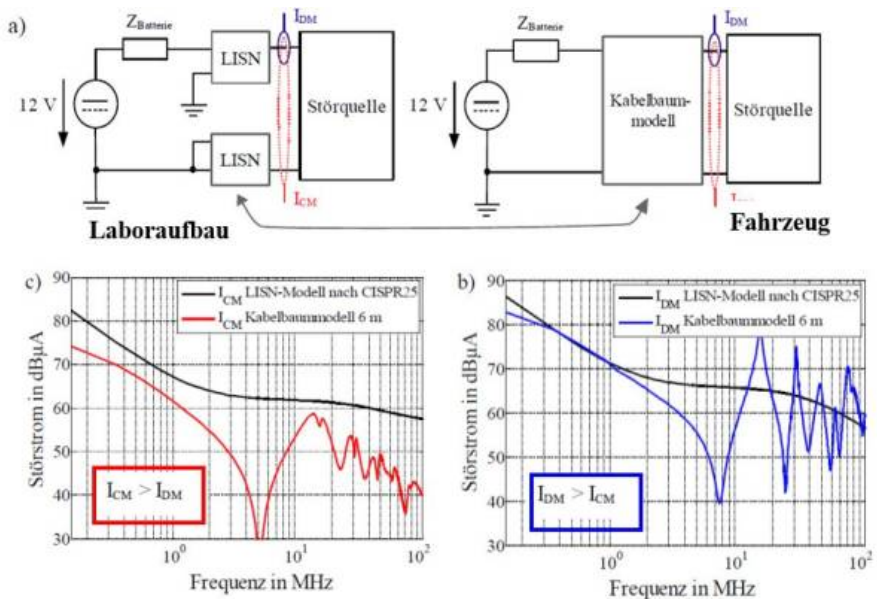 a)
Z_Batterie
I_DM
LISN
12 V
LISN
Störquelle
I_CM
Laboraufbau
Z_Batterie
I_DM
12 V
Kabelbaum-
modell
Störquelle
Fahrzeug
c)
90
80
70
60
50
40
30
Störstrom in dBµA
I_CM LISN-Modell nach CISPR25
I_CM Kabelbaummodell 6 m
I_CM > I_DM
10^0
10^1
10^2
Frequenz in MHz
b)
90
80
70
60
50
40
30
Störstrom in dBµA
I_DM LISN-Modell nach CISPR25
I_DM Kabelbaummodell 6 m
I_DM > I_CM
10^0
10^1
10^2
Frequenz in MHz